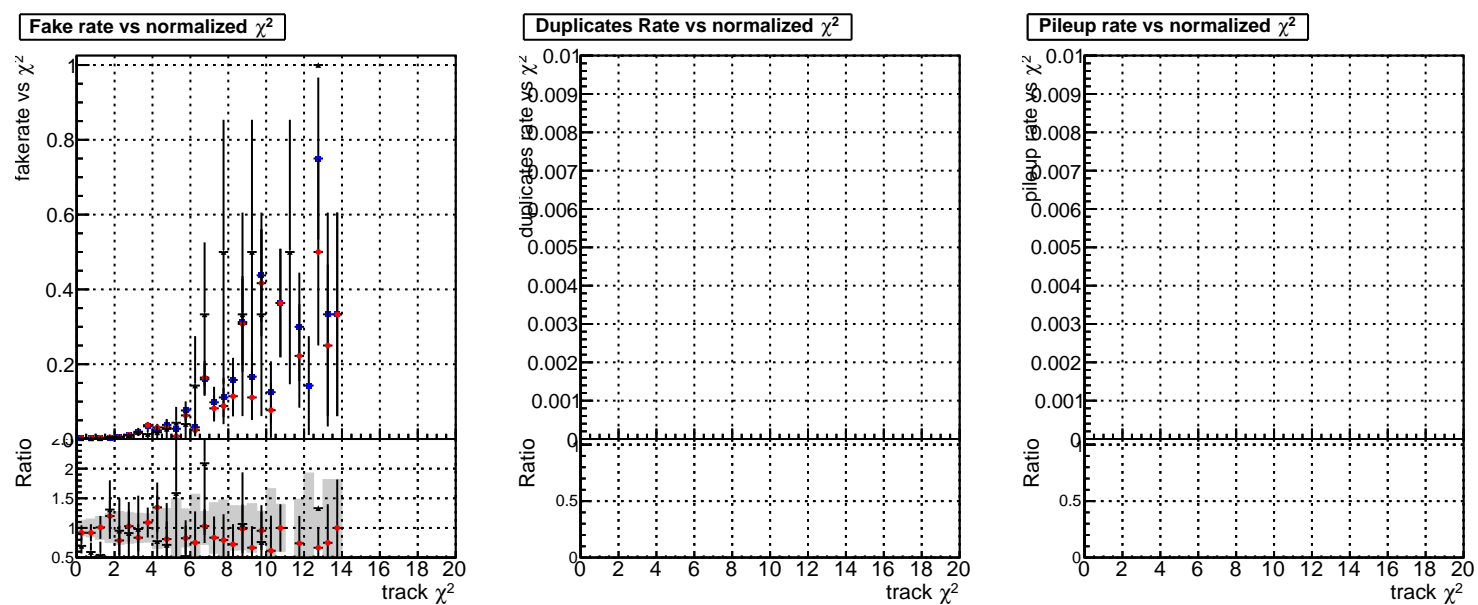 Fake rate vs normalized χ²
fakerate vs χ²
1
0.8
0.6
0.4
0.2
0
Ratio
2
1.5
1
0.5
0 2 4 6 8 10 12 14 16 18 20
track χ²
Duplicates Rate vs normalized χ²
duplicates rate vs χ²
0.01
0.009
0.008
0.007
0.006
0.005
0.004
0.003
0.002
0.001
0
Ratio
1
0.5
0
0 2 4 6 8 10 12 14 16 18 20
track χ²
Pileup rate vs normalized χ²
pileup rate vs χ²
0.01
0.009
0.008
0.007
0.006
0.005
0.004
0.003
0.002
0.001
0
Ratio
1
0.5
0
0 2 4 6 8 10 12 14 16 18 20
track χ²